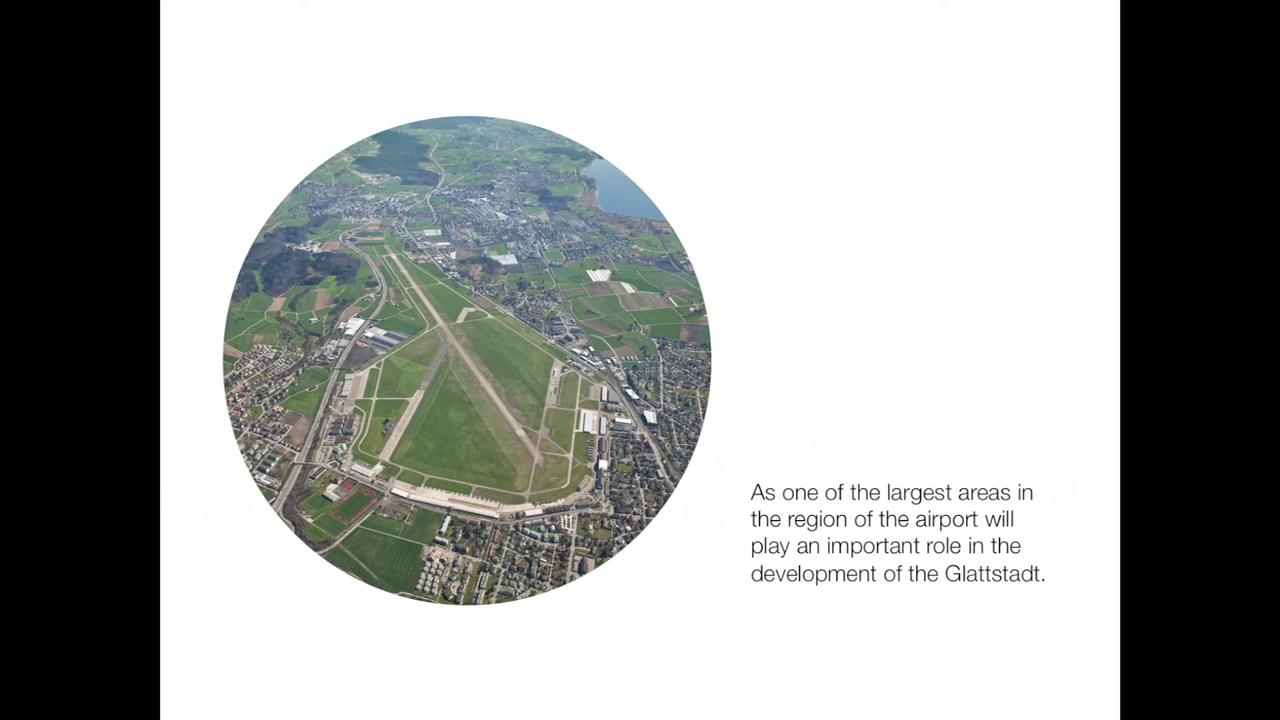 As one of the largest areas in
the region of the airport will
play an important role in the
development of the Glattstadt.